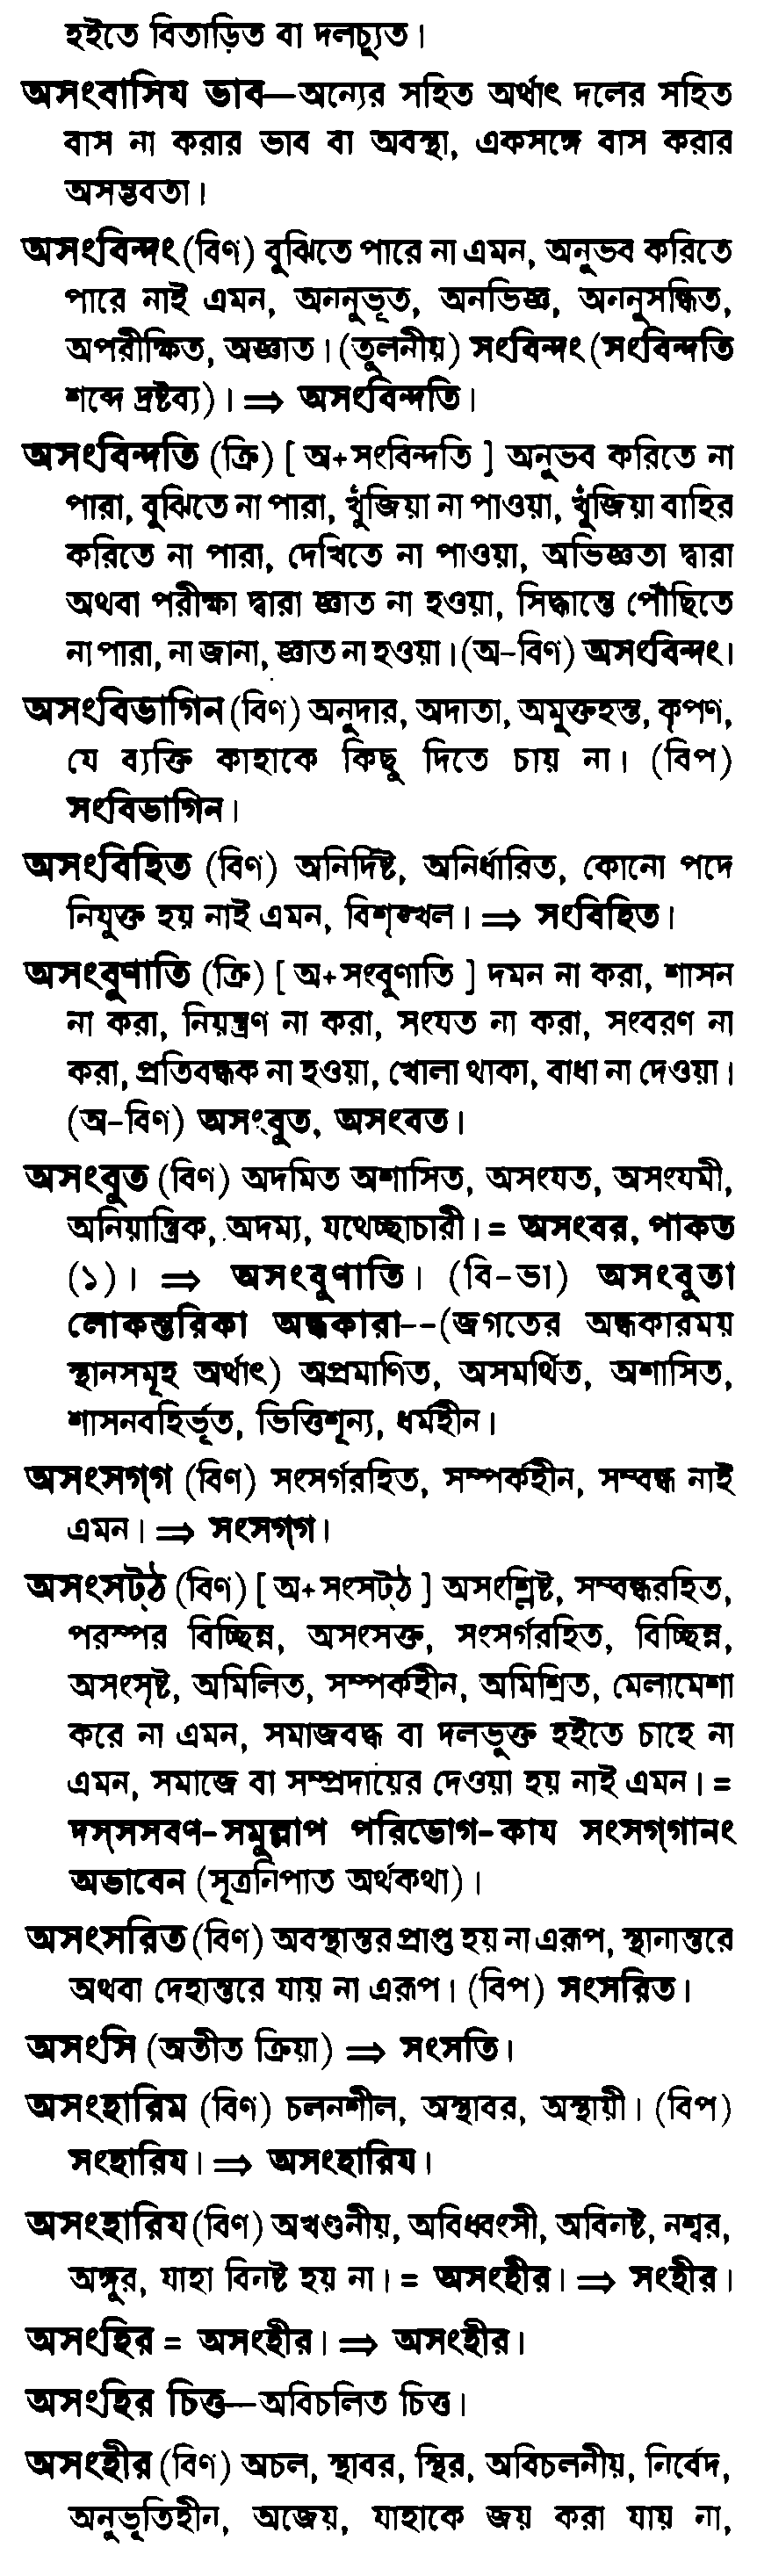 হইতে বিতাড়িত বা দলচ্যুত।
অসংবাসিয ভাব—অন্যের সহিত অর্থাৎ দলের সহিত
বাস না করার ভাব বা অবস্থা, একসঙ্গে বাস করার
অসম্ভবতা।
অসংবিন্দং (বিণ) বুঝিতে পারে না এমন, অনুভব করিতে
পারে নাই এমন, অননুভূত, অনভিজ্ঞ, অননুসন্ধিত,
অপরীক্ষিত, অজ্ঞাত। (তুলনীয়) সংবিন্দং (সংবিন্দতি
শব্দে দ্রষ্টব্য)। ⇒ অসংবিন্দতি।
অসংবিন্দতি (ক্রি) [ অ+সংবিন্দতি ] অনুভব করিতে না
পারা, বুঝিতে না পারা, খুঁজিয়া না পাওয়া, খুঁজিয়া বাহির
করিতে না পারা, দেখিতে না পাওয়া, অভিজ্ঞতা দ্বারা
অথবা পরীক্ষা দ্বারা জ্ঞাত না হওয়া, সিদ্ধান্তে পৌঁছিতে
না পারা, না জানা, জ্ঞাত না হওয়া। (অ-বিণ) অসংবিন্দং।
অসংবিভাগিন (বিণ) অনুদার, অদাতা, অমুক্তহস্ত, কৃপণ,
যে ব্যক্তি কাহাকে কিছু দিতে চায় না। (বিপ)
সংবিভাগিন।
অসংবিহিত (বিণ) অনির্দিষ্ট, অনির্ধারিত, কোনো পদে
নিযুক্ত হয় নাই এমন, বিশৃঙ্খল। ⇒ সংবিহিত।
অসংবুণাতি (ক্রি) [ অ+সংবুণাতি ] দমন না করা, শাসন
না করা, নিয়ন্ত্রণ না করা, সংযত না করা, সংবরণ না
করা, প্রতিবন্ধক না হওয়া, খোলা থাকা, বাধা না দেওয়া।
(অ-বিণ) অসংবুত, অসংবত।
অসংবুত (বিণ) অদমিত অশাসিত, অসংযত, অসংযমী,
অনিয়ান্ত্রিক, অদম্য, যথেচ্ছাচারী। = অসংবর, পাকত
(১)। ⇒ অসংবুণাতি। (বি-ভা) অসংবুতা
লোকন্তরিকা অন্ধকারা--(জগতের অন্ধকারময়
স্থানসমূহ অর্থাৎ) অপ্রমাণিত, অসমর্থিত, অশাসিত,
শাসনবহির্ভূত, ভিত্তিশূন্য, ধর্মহীন।
অসংসগ্‌গ (বিণ) সংসর্গরহিত, সম্পর্কহীন, সম্বন্ধ নাই
এমন। ⇒ সংসগ্‌গ।
অসংসট্‌ঠ (বিণ) [ অ+সংসট্‌ঠ ] অসংশ্লিষ্ট, সম্বন্ধরহিত,
পরস্পর বিচ্ছিন্ন, অসংসক্ত, সংসর্গরহিত, বিচ্ছিন্ন,
অসংসৃষ্ট, অমিলিত, সম্পর্কহীন, অমিশ্রিত, মেলামেশা
করে না এমন, সমাজবদ্ধ বা দলভুক্ত হইতে চাহে না
এমন, সমাজে বা সম্প্রদায়ের দেওয়া হয় নাই এমন। =
দস্‌সসবণ-সমুল্লাপ পরিভোগ-কায সংসগ্‌গানং
অভাবেন (সূত্রনিপাত অর্থকথা)।
অসংসরিত (বিণ) অবস্থান্তর প্রাপ্ত হয় না এরূপ, স্থানান্তরে
অথবা দেহান্তরে যায় না এরূপ। (বিপ) সংসরিত।
অসংসি (অতীত ক্রিয়া) ⇒ সংসতি।
অসংহারিম (বিণ) চলনশীল, অস্থাবর, অস্থায়ী। (বিপ)
সংহারিয। ⇒ অসংহারিয।
অসংহারিয (বিণ) অখণ্ডনীয়, অবিধ্বংসী, অবিনষ্ট, নশ্বর,
অঙ্গুর, যাহা বিনষ্ট হয় না। = অসংহীর। ⇒ সংহীর।
অসংহির = অসংহীর। ⇒ অসংহীর।
অসংহির চিত্ত—অবিচলিত চিত্ত।
অসংহীর (বিণ) অচল, স্থাবর, স্থির, অবিচলনীয়, নির্বেদ,
অনুভূতিহীন, অজেয়, যাহাকে জয় করা যায় না,